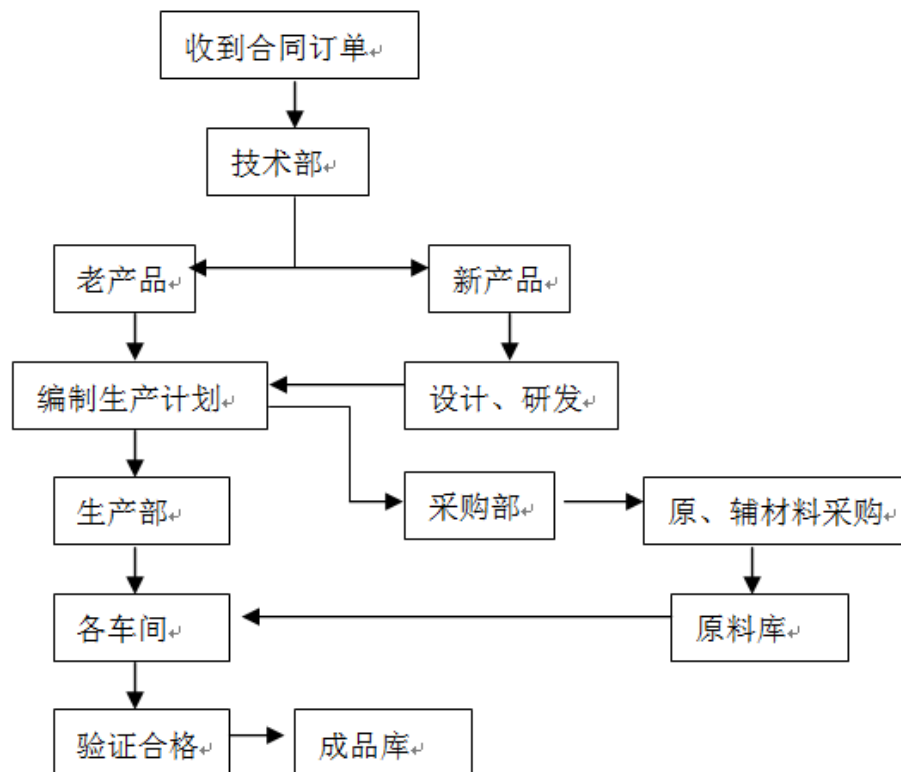 收到合同订单
技术部
老产品
新产品
编制生产计划
设计、研发
生产部
采购部
原、辅材料采购
各车间
原料库
验证合格
成品库